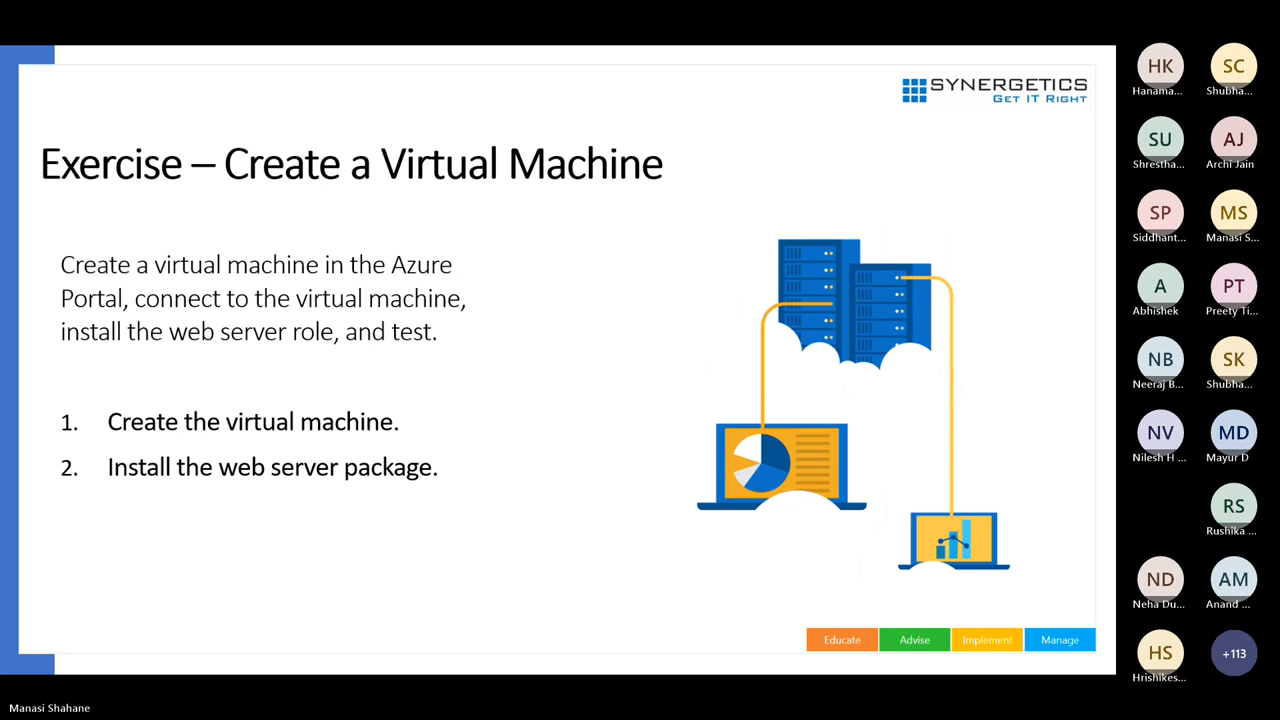 SYNERGETICS
GET IT RIGHT
Exercise – Create a Virtual Machine
Create a virtual machine in the Azure
Portal, connect to the virtual machine,
install the web server role, and test.
1. Create the virtual machine.
2. Install the web server package.
Educate Advise Implement Manage
HK SC
Hanama... Shubha...
SU AJ
Shrestha... Archi Jain
SP MS
Siddhant... Manasi S...
A PT
Abhishek Preety Ti...
NB SK
Neeraj B... Shubha...
NV MD
Nilesh H ... Mayur D
RS
Rushika ...
ND AM
Neha Du... Anand ...
HS +113
Hrishikes...
Manasi Shahane